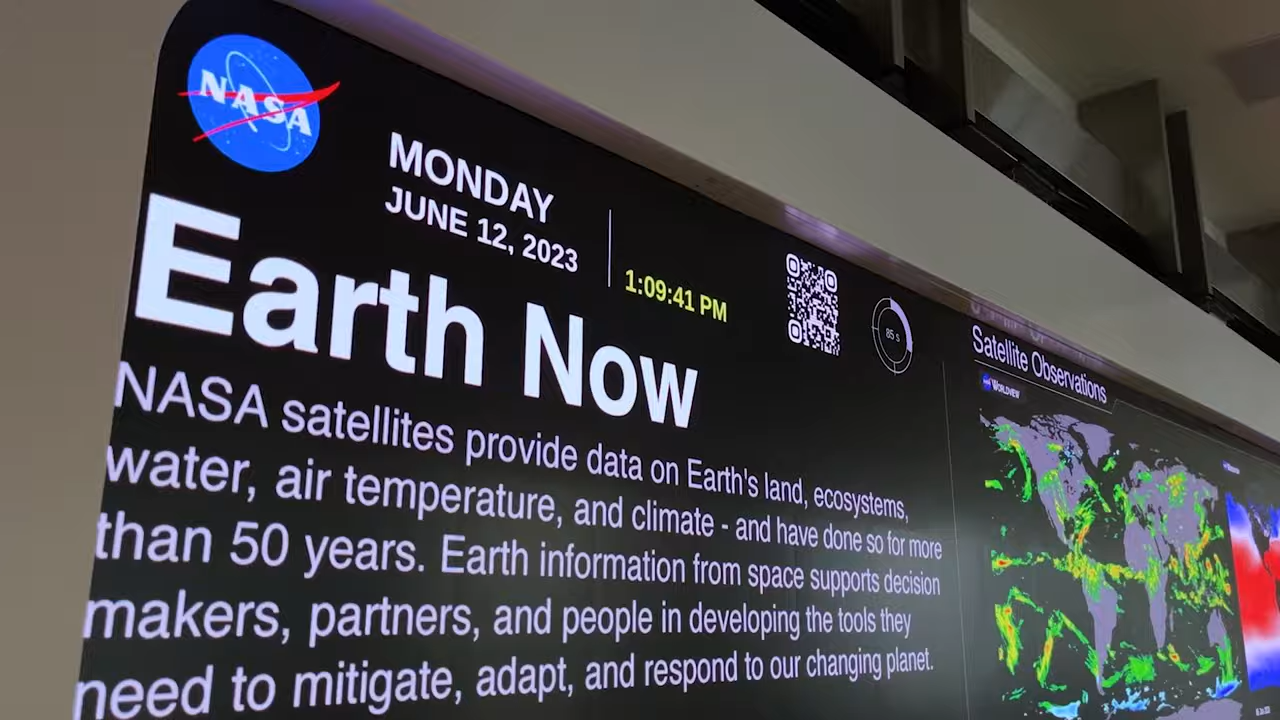 NASA
MONDAY
JUNE 12, 2023
1:09:41 PM
85 s
Earth Now
NASA satellites provide data on Earth's land, ecosystems,
water, air temperature, and climate - and have done so for more
than 50 years. Earth information from space supports decision
makers, partners, and people in developing the tools they
need to mitigate, adapt, and respond to our changing planet.
Satellite Observations
WORLDVIEW